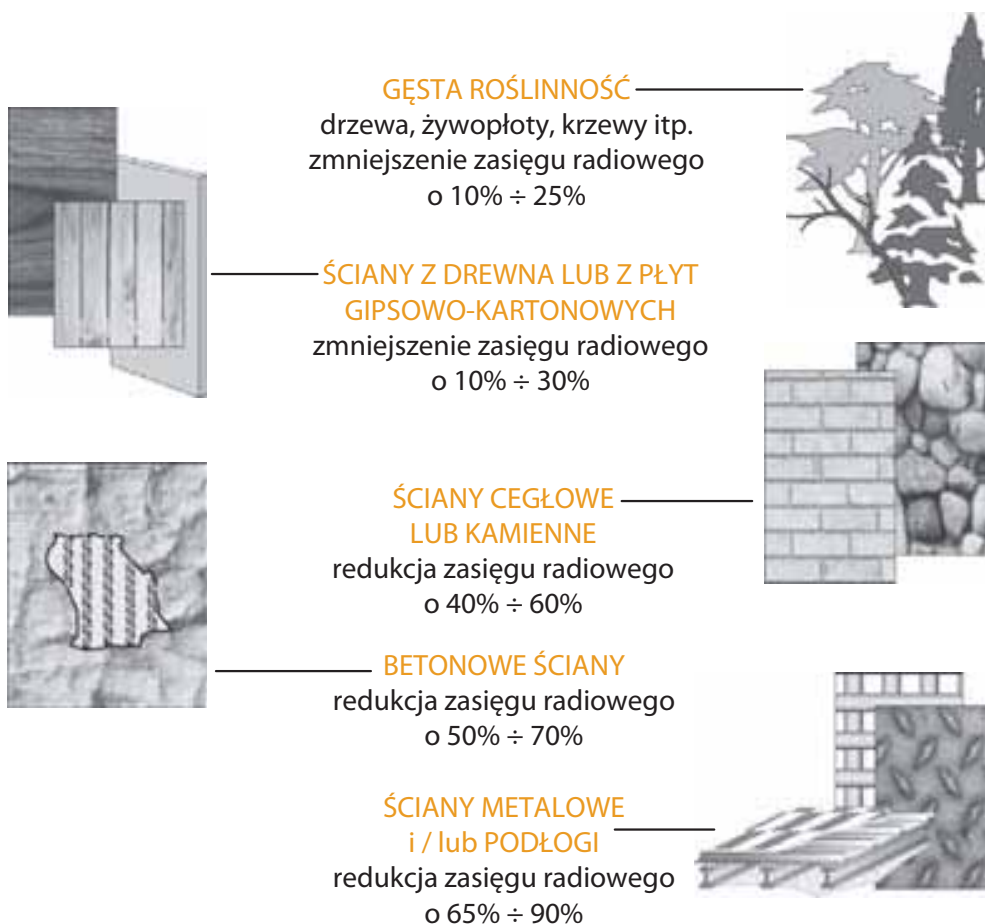 GĘSTA ROŚLINNOŚĆ
drzewa, żywopłoty, krzewy itp.
zmniejszenie zasięgu radiowego
o 10% ÷ 25%
ŚCIANY Z DREWNA LUB Z PŁYT
GIPSOWO-KARTONOWYCH
zmniejszenie zasięgu radiowego
o 10% ÷ 30%
ŚCIANY CEGŁOWE
LUB KAMIENNE
redukcja zasięgu radiowego
o 40% ÷ 60%
BETONOWE ŚCIANY
redukcja zasięgu radiowego
o 50% ÷ 70%
ŚCIANY METALOWE
i / lub PODŁOGI
redukcja zasięgu radiowego
o 65% ÷ 90%